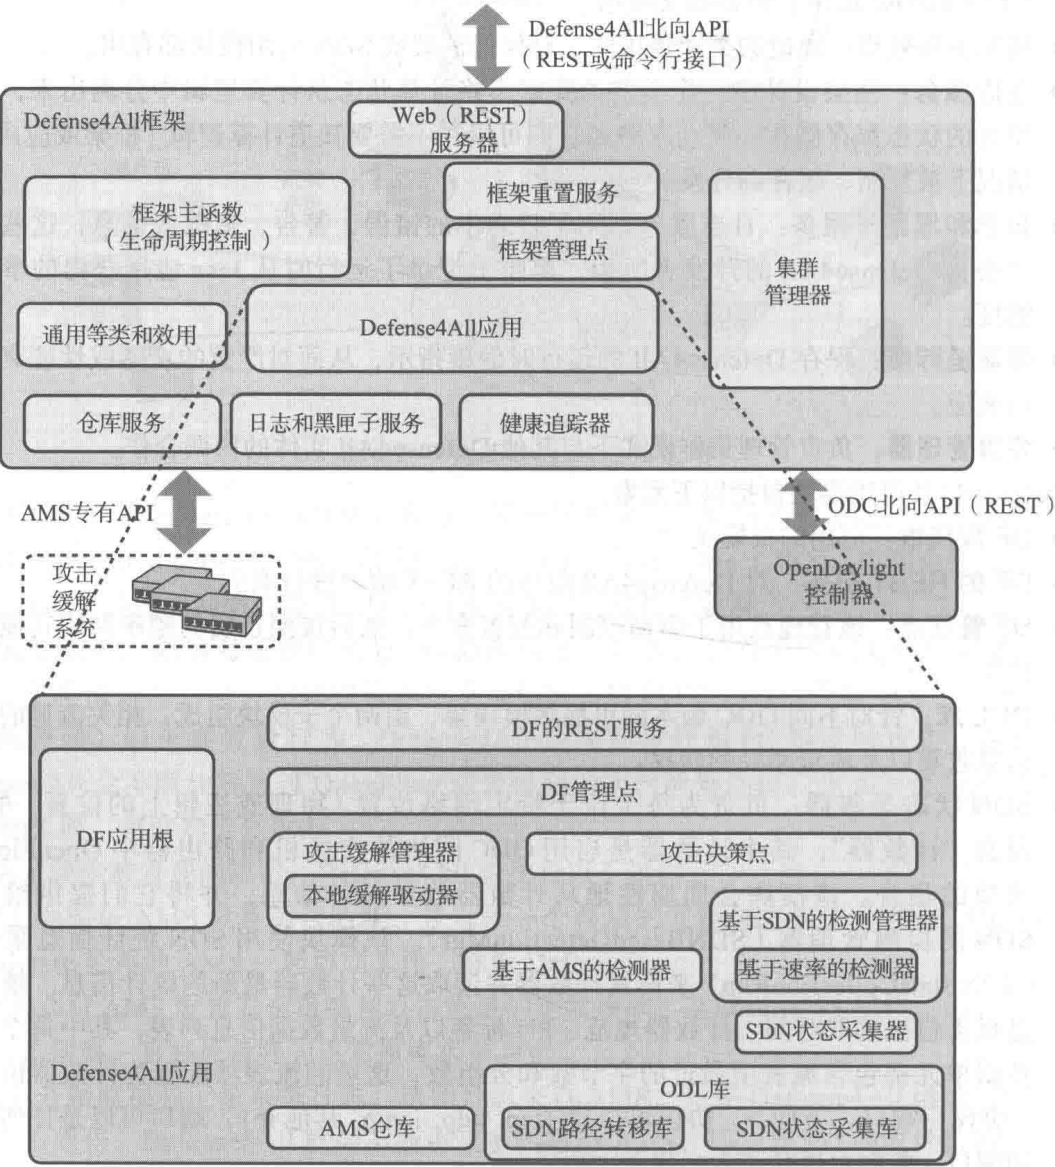 Defense4All北向API
（REST或命令行接口）
Defense4All框架
Web（REST）
服务器
框架重置服务
框架主函数
（生命周期控制）
框架管理点
集群
管理器
通用等类和效用
Defense4All应用
仓库服务
日志和黑匣子服务
健康追踪器
AMS专有API
ODC北向API（REST）
攻击
缓解
系统
OpenDaylight
控制器
DF的REST服务
DF管理点
DF应用根
攻击缓解管理器
攻击决策点
本地缓解驱动器
基于SDN的检测管理器
基于AMS的检测器
基于速率的检测器
SDN状态采集器
Defense4All应用
ODL库
AMS仓库
SDN路径转移库
SDN状态采集库